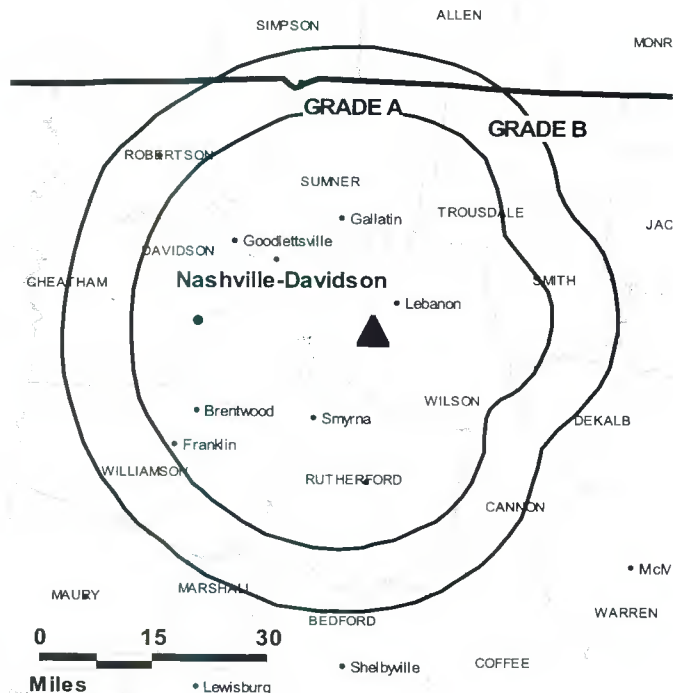 ALLEN
SIMPSON
MONR
GRADE A
GRADE B
ROBERTSON
SUMNER
TROUSDALE
Gallatin
JAC
Goodlettsville
DAVIDSON
CHEATHAM
Nashville-Davidson
SMITH
Lebanon
WILSON
Brentwood
Smyrna
DEKALB
Franklin
WILLIAMSON
RUTHERFORD
CANNON
McM
MARSHALL
MAURY
WARREN
BEDFORD
0 15 30
Miles
Shelbyville
COFFEE
Lewisburg